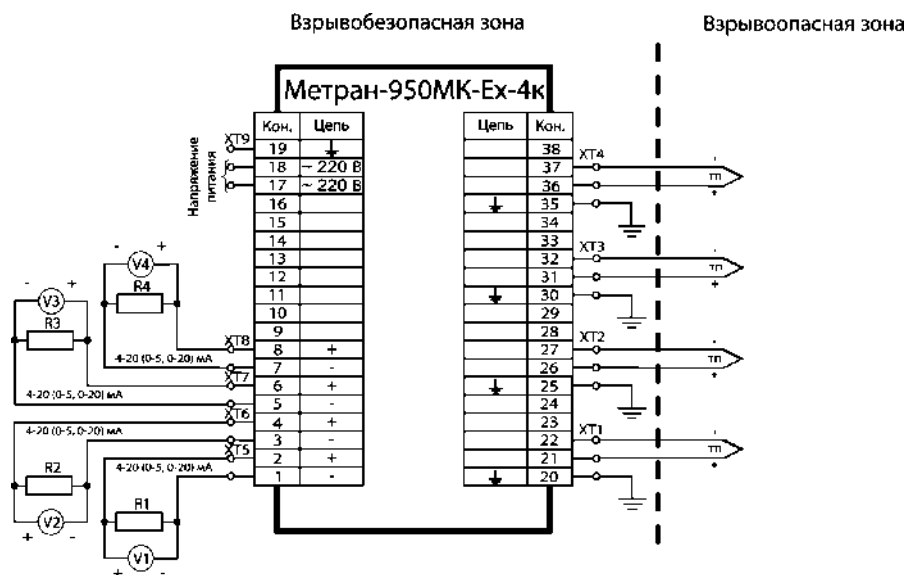 Взрывобезопасная зона
Взрывоопасная зона
Метран-950МК-Ех-4к
Кон. Цепь
Цепь Кон.
XT9
19
18 ~ 220 В
17 ~ 220 В
16
15
14
13
12
11
10
9
8 +
7 -
6 +
5 -
4 +
3 -
2 +
1 -
Напряжение
питания
38
37
36
35
34
33
32
31
30
29
28
27
26
25
24
23
22
21
20
XT4
- ТП +
XT3
- ТП +
XT2
- ТП +
XT1
- ТП +
- V4 +
R4
- V3 +
R3
XT8
4-20 (0-5, 0-20) мА
XT7
4-20 (0-5, 0-20) мА
XT6
4-20 (0-5, 0-20) мА
XT5
4-20 (0-5, 0-20) мА
R2
+ V2 -
R1
+ V1 -